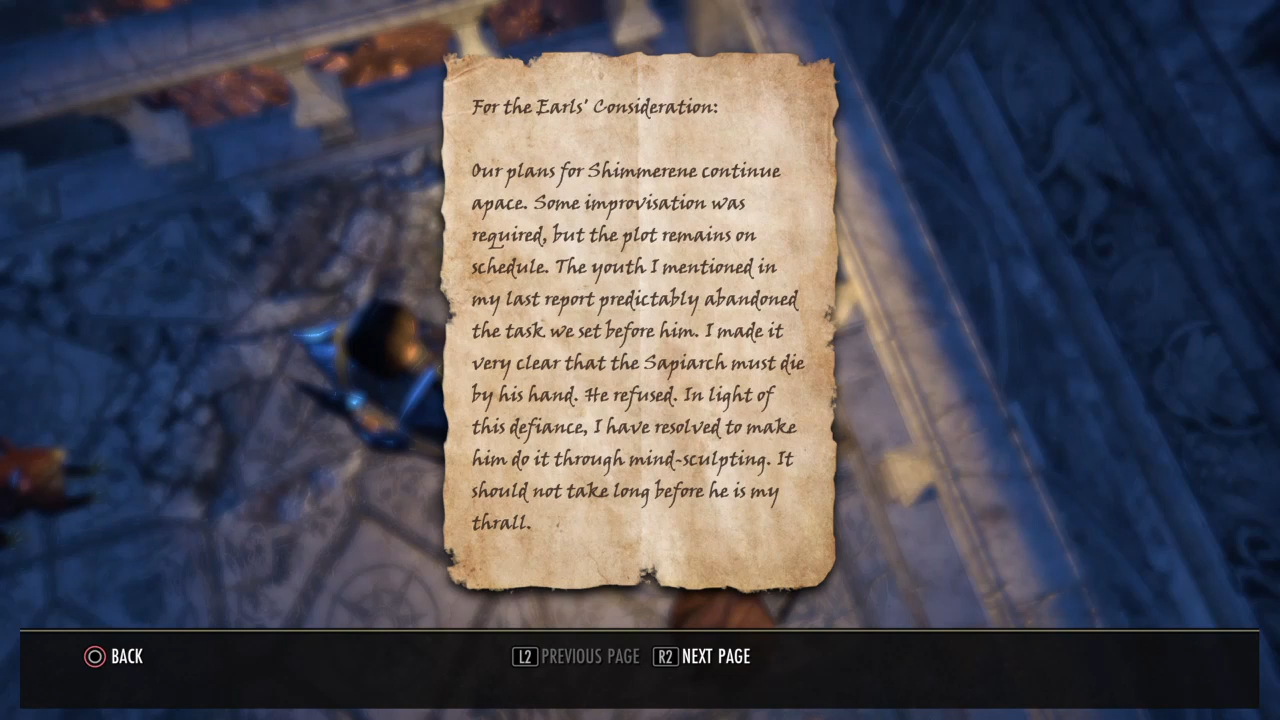 For the Earls' Consideration:
Our plans for Shimmerene continue
apace. Some improvisation was
required, but the plot remains on
schedule. The youth I mentioned in
my last report predictably abandoned
the task we set before him. I made it
very clear that the Sapiarch must die
by his hand. He refused. In light of
this defiance, I have resolved to make
him do it through mind-sculpting. It
should not take long before he is my
thrall.
BACK
L2 PREVIOUS PAGE R2 NEXT PAGE